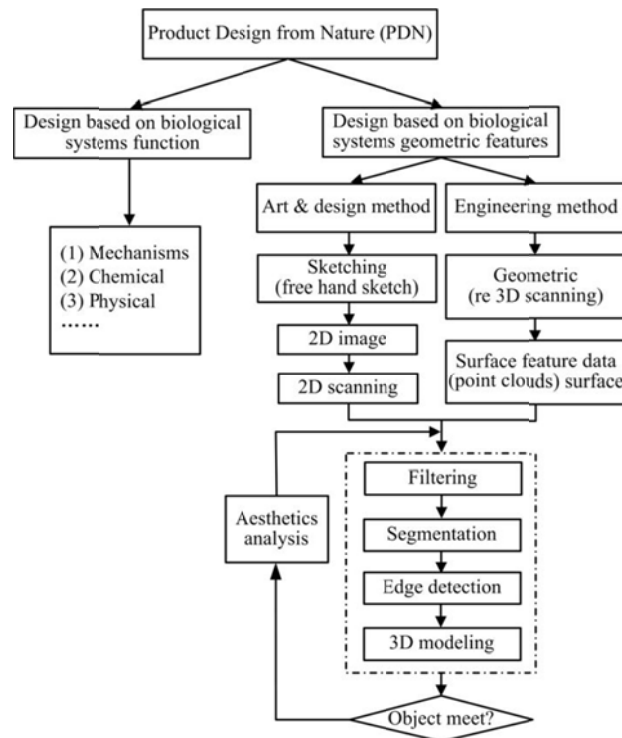 Product Design from Nature (PDN)
Design based on biological
systems function
Design based on biological
systems geometric features
(1) Mechanisms
(2) Chemical
(3) Physical
……
Art & design method
Engineering method
Sketching
(free hand sketch)
Geometric
(re 3D scanning)
2D image
2D scanning
Surface feature data
(point clouds) surface
Filtering
Segmentation
Edge detection
3D modeling
Aesthetics
analysis
Object meet?